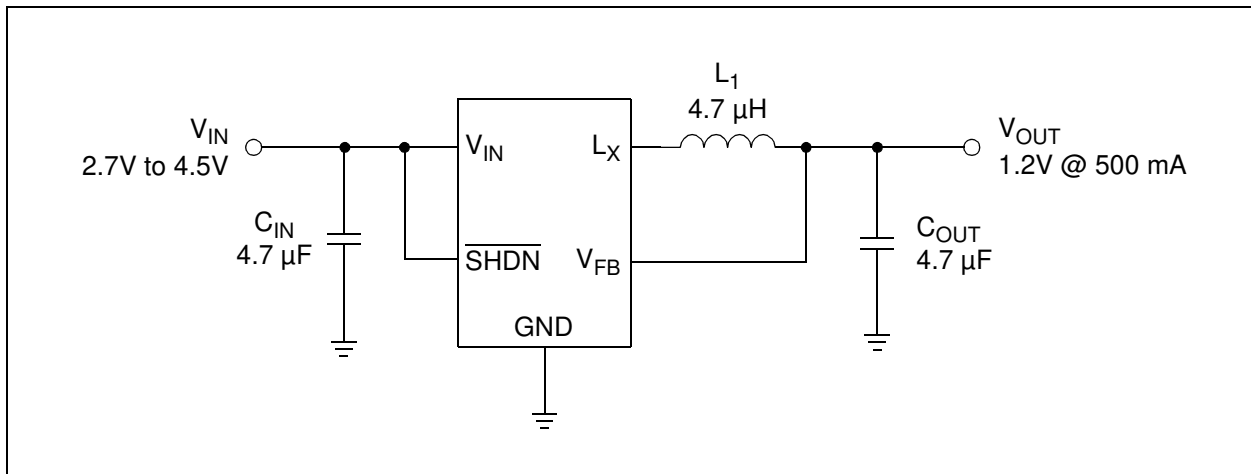 L1
4.7 µH
VIN
2.7V to 4.5V
VIN
LX
VOUT
1.2V @ 500 mA
CIN
4.7 µF
SHDN
VFB
COUT
4.7 µF
GND